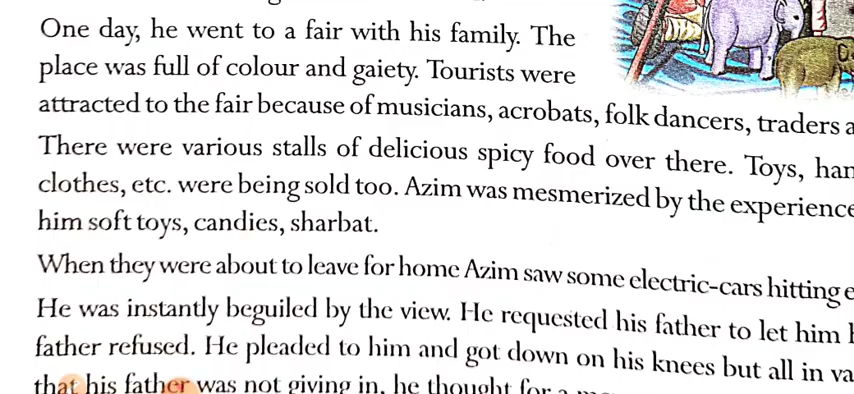 One day, he went to a fair with his family. The
place was full of colour and gaiety. Tourists were
attracted to the fair because of musicians, acrobats, folk dancers, traders
There were various stalls of delicious spicy food over there. Toys,
clothes, etc. were being sold too. Azim was mesmerized by the experience
him soft toys, candies, sharbat.
When they were about to leave for home Azim saw some electric-cars hitting
He was instantly beguiled by the view. He requested his father to let him
father refused. He pleaded to him and got down on his knees but all in
that his father was not giving in, he thought for a